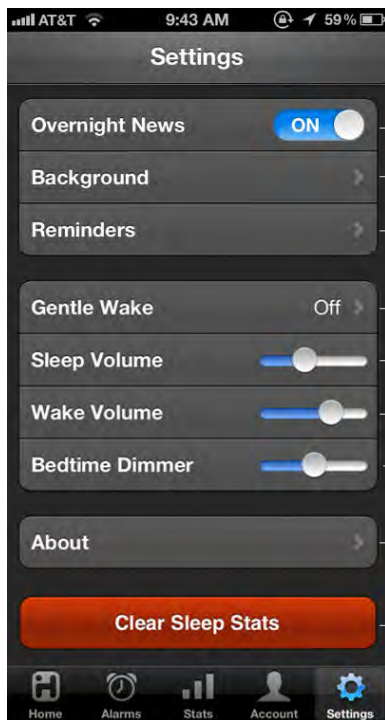 AT&T 9:43 AM 59%
Settings
Overnight News ON
Background
Reminders
Gentle Wake Off
Sleep Volume
Wake Volume
Bedtime Dimmer
About
Clear Sleep Stats
Home Alarms Stats Account Settings